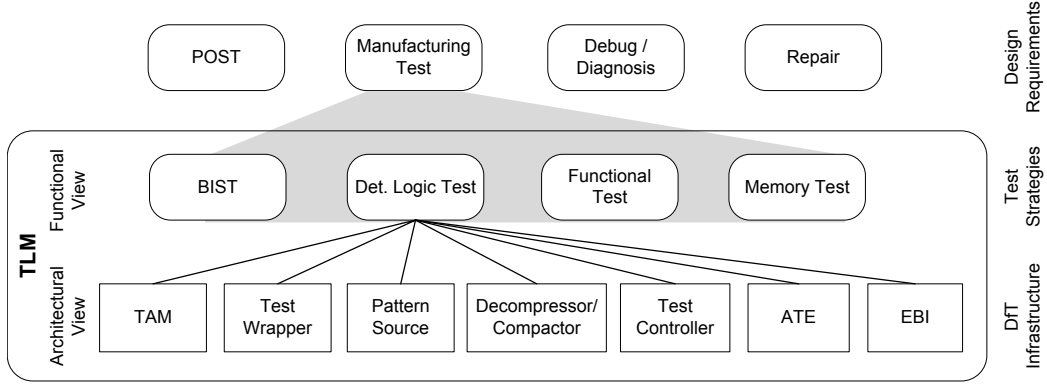 POST
Manufacturing
Test
Debug /
Diagnosis
Repair
Design
Requirements
TLM
Functional
View
BIST
Det. Logic Test
Functional
Test
Memory Test
Test
Strategies
Architectural
View
TAM
Test
Wrapper
Pattern
Source
Decompressor/
Compactor
Test
Controller
ATE
EBI
DfT
Infrastructure